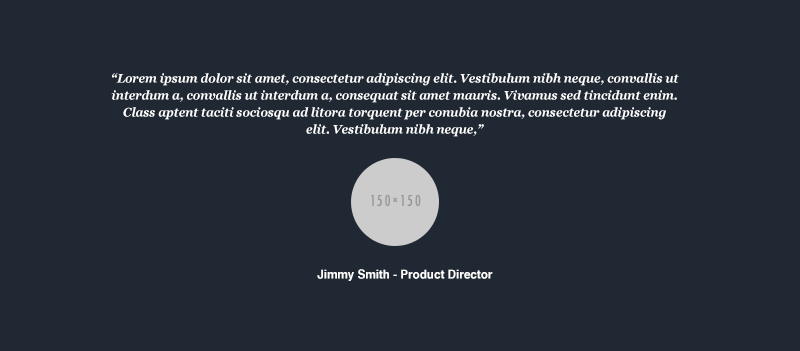 “Lorem ipsum dolor sit amet, consectetur adipiscing elit. Vestibulum nibh neque, convallis ut
interdum a, convallis ut interdum a, consequat sit amet mauris. Vivamus sed tincidunt enim.
Class aptent taciti sociosqu ad litora torquent per conubia nostra, consectetur adipiscing
elit. Vestibulum nibh neque,”
150×150
Jimmy Smith - Product Director